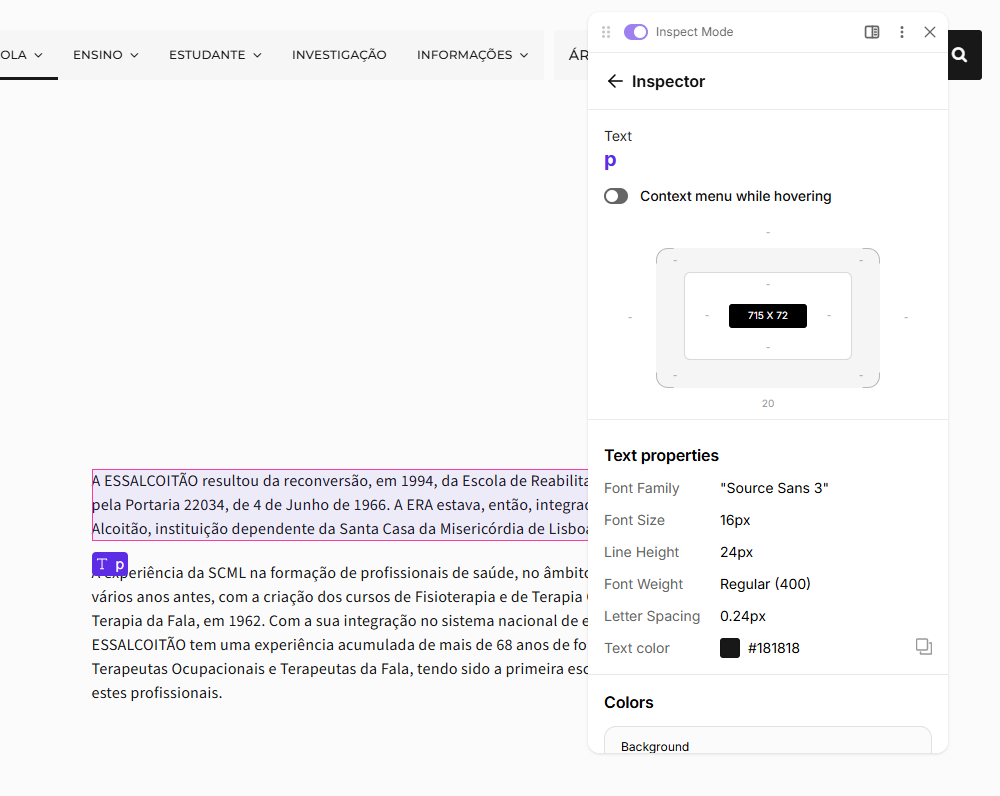 OLA
ENSINO
ESTUDANTE
INVESTIGAÇÃO
INFORMAÇÕES
ÁR
Inspect Mode
Inspector
Text
p
Context menu while hovering
-
- -
-
- - 715 X 72 - -
-
- -
20
A ESSALCOITÃO resultou da reconversão, em 1994, da Escola de Reabilita
pela Portaria 22034, de 4 de Junho de 1966. A ERA estava, então, integrad
Alcoitão, instituição dependente da Santa Casa da Misericórdia de Lisboa
T p
A experiência da SCML na formação de profissionais de saúde, no âmbito
vários anos antes, com a criação dos cursos de Fisioterapia e de Terapia
Terapia da Fala, em 1962. Com a sua integração no sistema nacional de e
ESSALCOITÃO tem uma experiência acumulada de mais de 68 anos de fo
Terapeutas Ocupacionais e Terapeutas da Fala, tendo sido a primeira esc
estes profissionais.
Text properties
Font Family "Source Sans 3"
Font Size 16px
Line Height 24px
Font Weight Regular (400)
Letter Spacing 0.24px
Text color #181818
Colors
Background